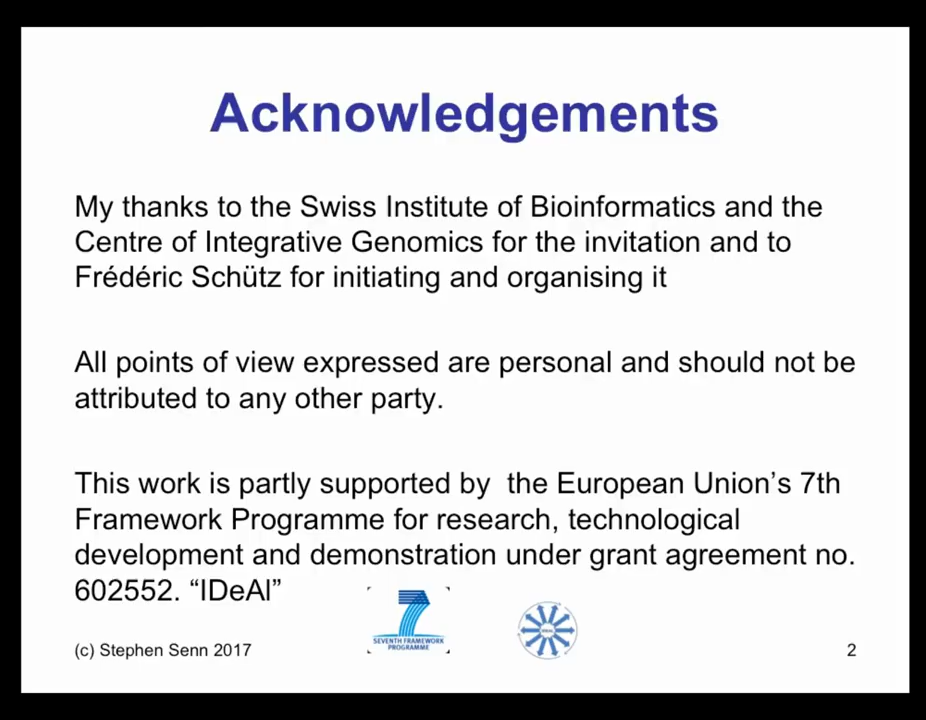 Acknowledgements
My thanks to the Swiss Institute of Bioinformatics and the
Centre of Integrative Genomics for the invitation and to
Frédéric Schütz for initiating and organising it
All points of view expressed are personal and should not be
attributed to any other party.
This work is partly supported by the European Union’s 7th
Framework Programme for research, technological
development and demonstration under grant agreement no.
602552. “IDeAl”
SEVENTH FRAMEWORK
PROGRAMME
(c) Stephen Senn 2017
2